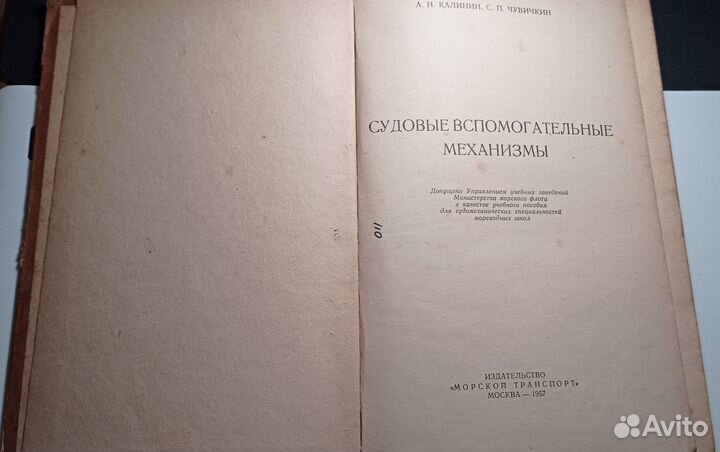 А. Н. КАЛИНИН, С. П. ЧУВИЧКИН
СУДОВЫЕ ВСПОМОГАТЕЛЬНЫЕ
МЕХАНИЗМЫ
Допущено Управлением учебных заведений
Министерства морского флота
в качестве учебного пособия
для судомеханических специальностей
мореходных школ
ИЗДАТЕЛЬСТВО
«МОРСКОЙ ТРАНСПОРТ»
МОСКВА — 1957
Avito